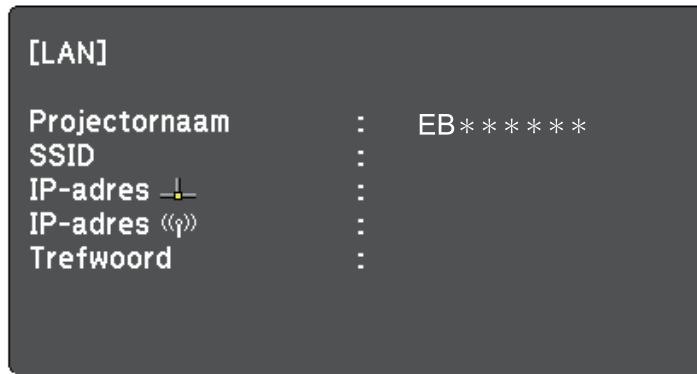 [LAN]
Projectornaam : EB******
SSID :
IP-adres :
IP-adres :
Trefwoord :